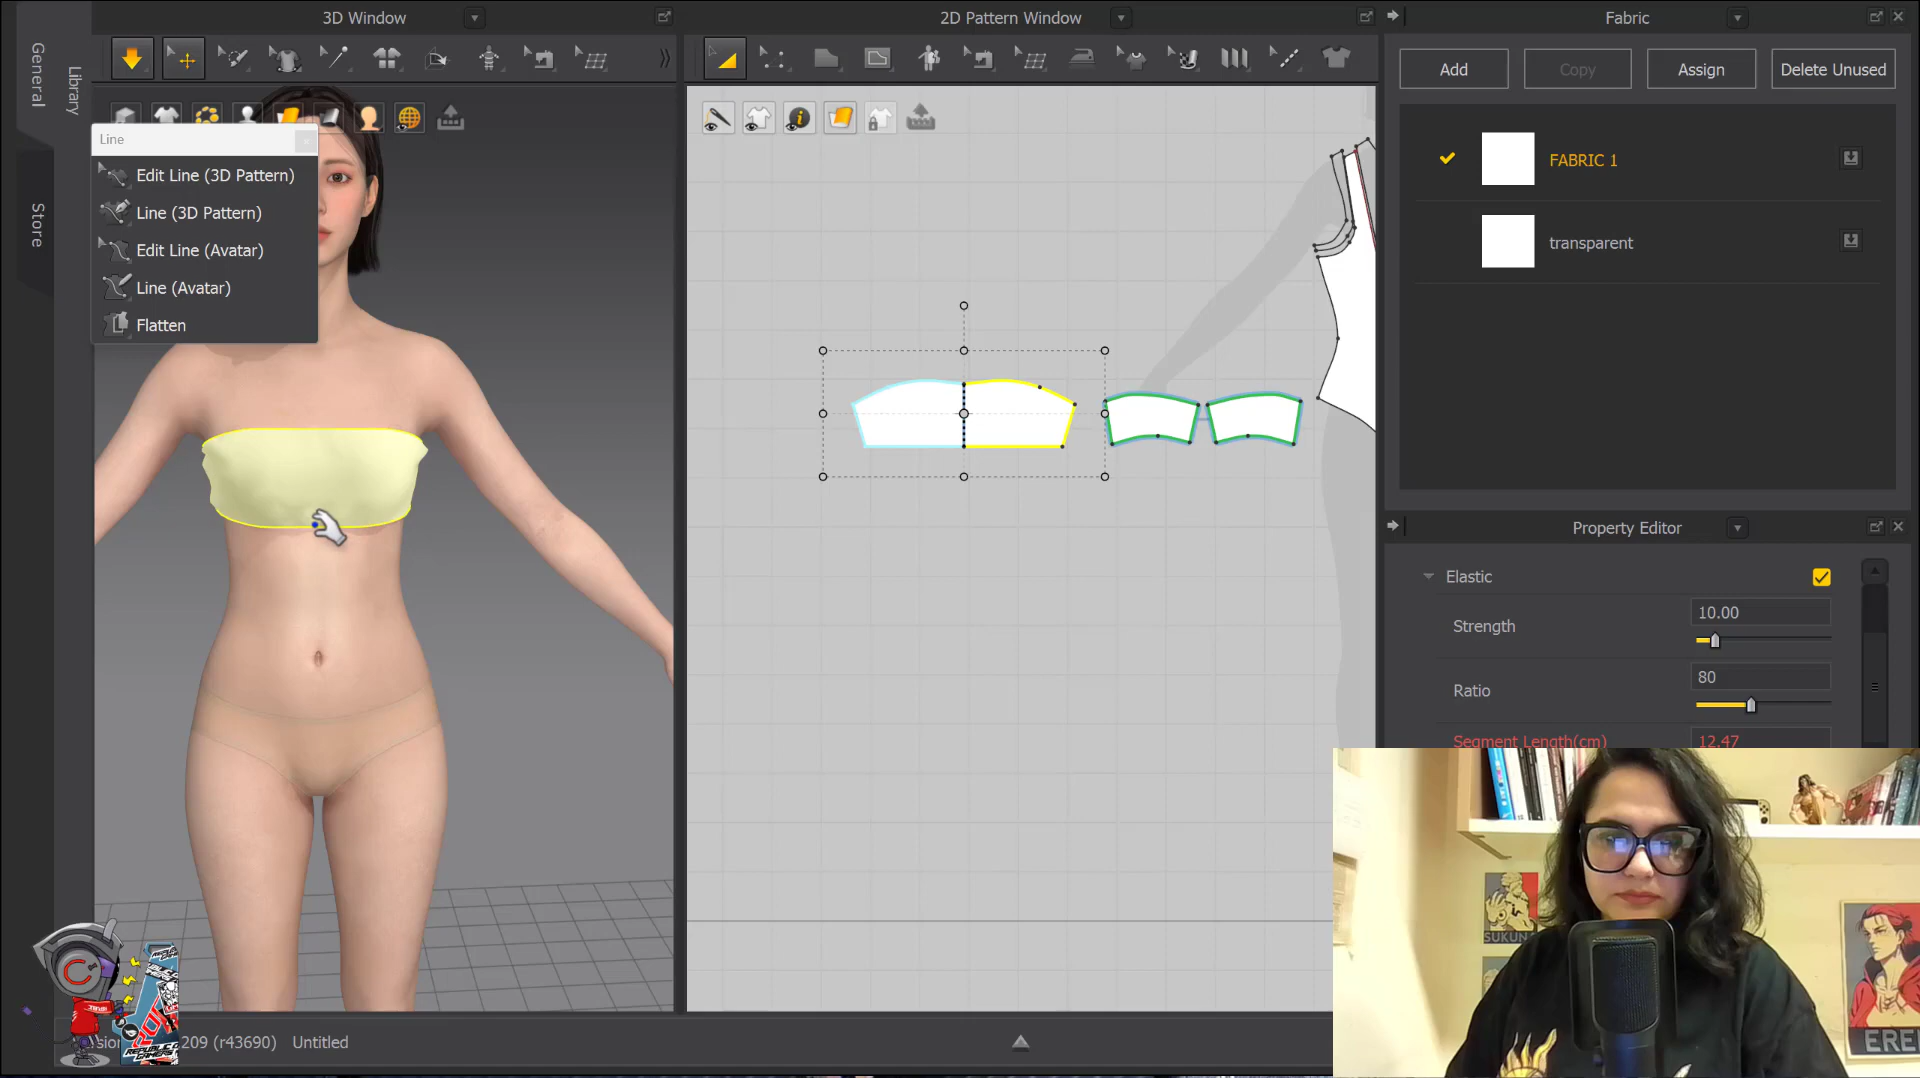 3D Window
2D Pattern Window
Fabric
General
Library
Store
Add
Copy
Assign
Delete Unused
Line
Edit Line (3D Pattern)
Line (3D Pattern)
Edit Line (Avatar)
Line (Avatar)
Flatten
FABRIC 1
transparent
Property Editor
Elastic
Strength
10.00
Ratio
80
Segment Length(cm)
12.47
SUKUN
EREN
209 (r43690)
Untitled